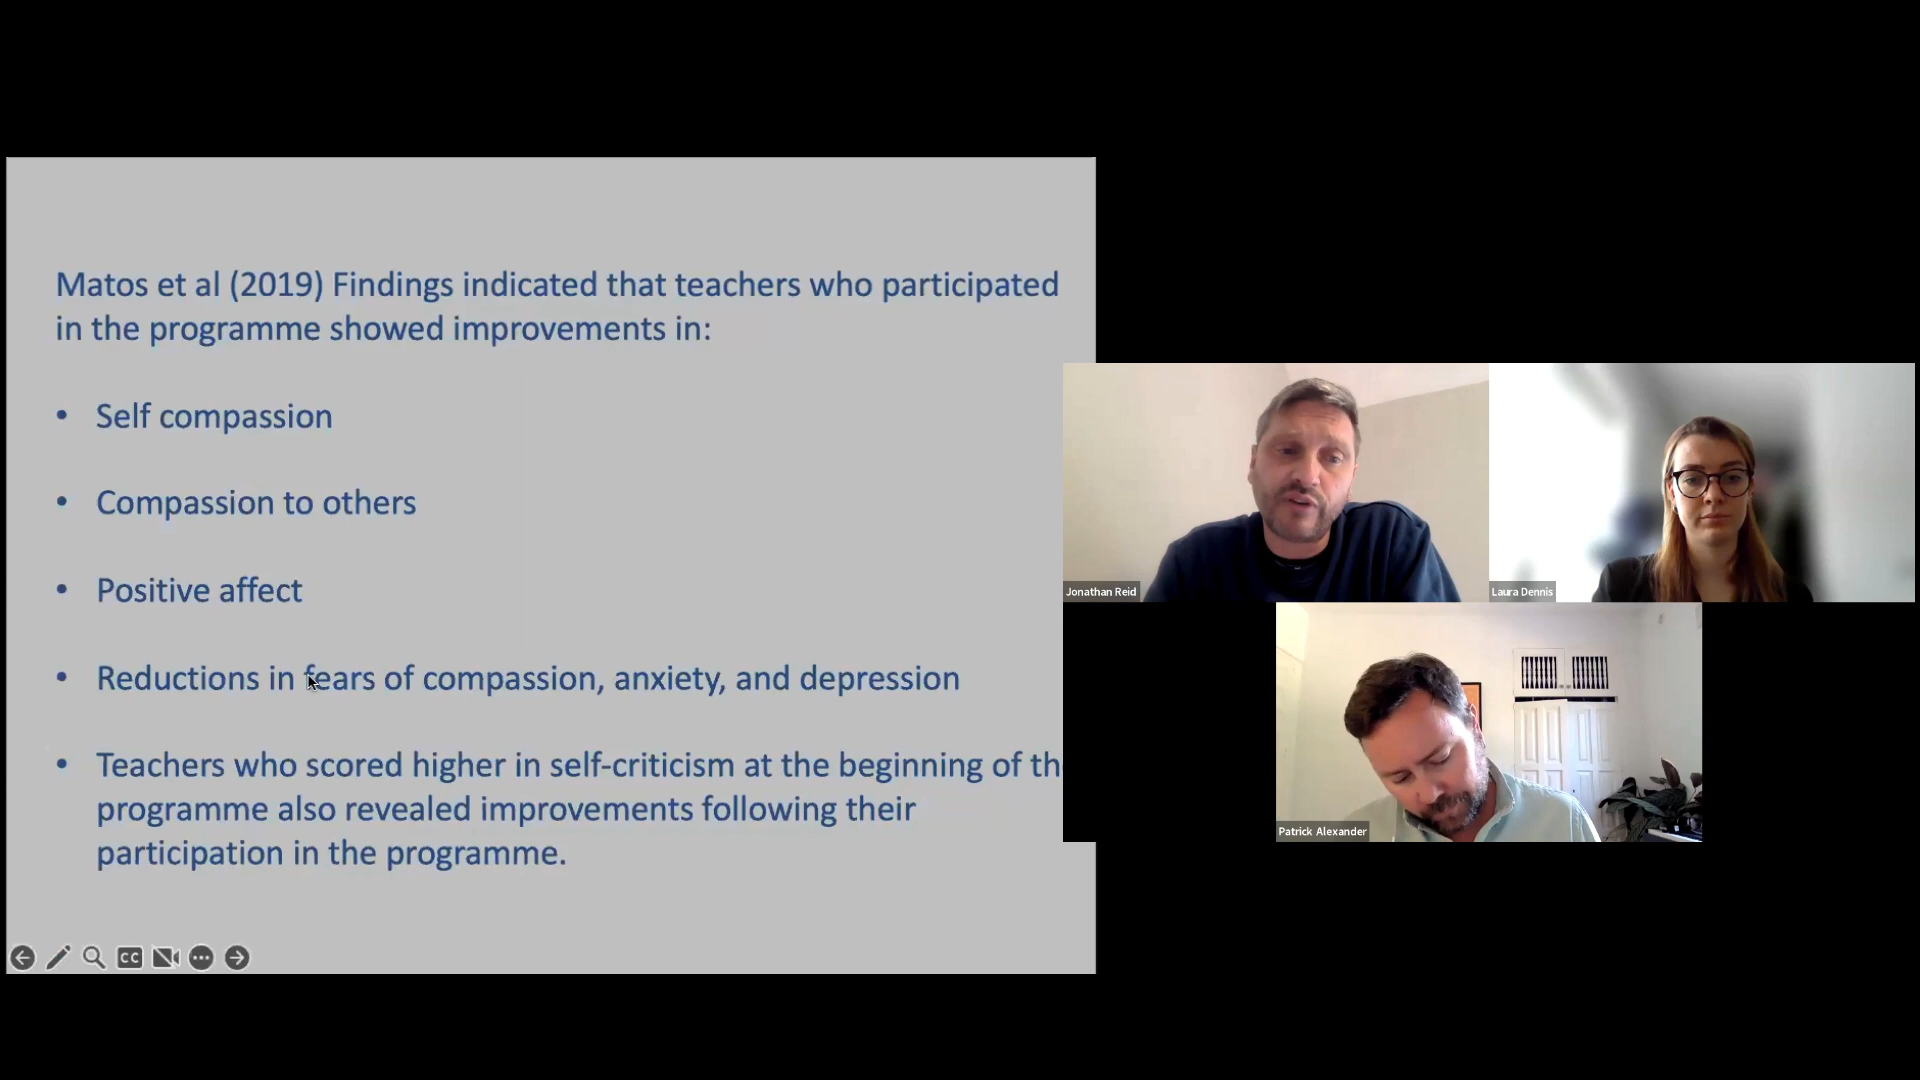 Matos et al (2019) Findings indicated that teachers who participated
in the programme showed improvements in:
• Self compassion
• Compassion to others
• Positive affect
• Reductions in fears of compassion, anxiety, and depression
• Teachers who scored higher in self-criticism at the beginning of th
programme also revealed improvements following their
participation in the programme.
CC
Jonathan Reid
Laura Dennis
Patrick Alexander